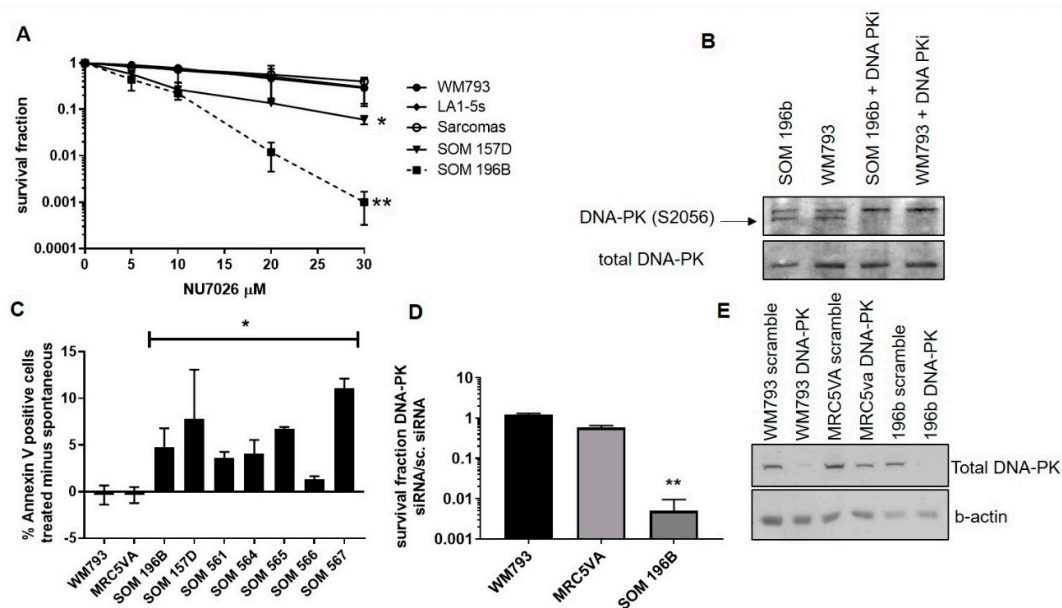 A
survival fraction
1
0.1
0.01
0.001
0.0001
0 5 10 15 20 25 30
NU7026 μM
*
**
WM793
LA1-5s
Sarcomas
SOM 157D
SOM 196B
B
SOM 196b
WM793
SOM 196b + DNA PKi
WM793 + DNA PKi
DNA-PK (S2056)
total DNA-PK
C
% Annexin V positive cells
treated minus spontaneous
*
15
10
5
0
-5
WM793
MRC5VA
SOM 196B
SOM 157D
SOM 561
SOM 564
SOM 565
SOM 566
SOM 567
D
survival fraction DNA-PK
siRNA/sc. siRNA
10
1
0.1
0.01
0.001
**
WM793
MRC5VA
SOM 196B
E
WM793 scramble
WM793 DNA-PK
MRC5VA scramble
MRC5va DNA-PK
196b scramble
196b DNA-PK
Total DNA-PK
b-actin